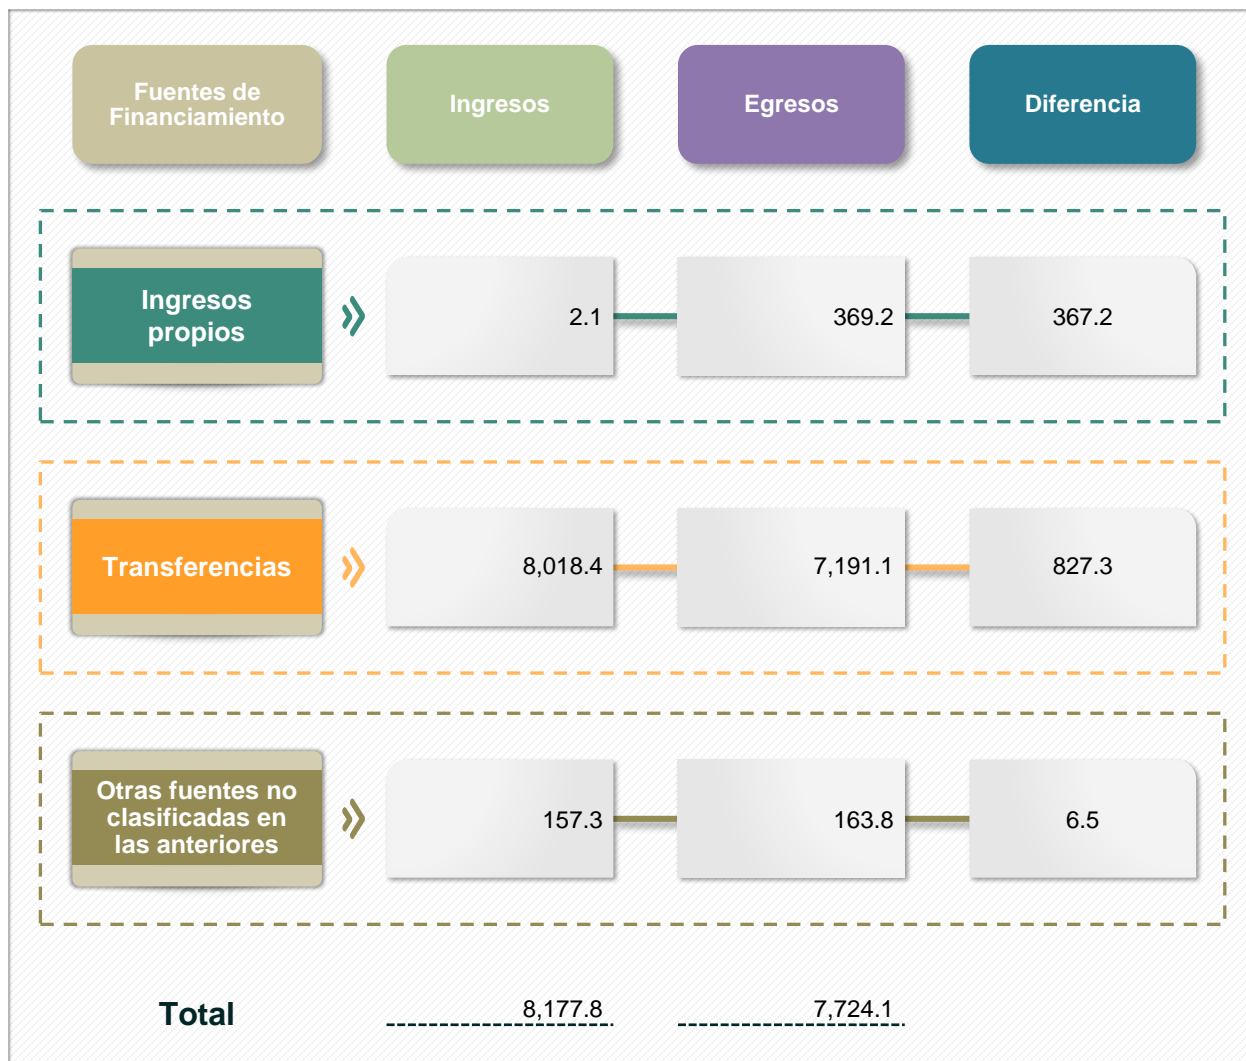 Fuentes de
Financiamiento
Ingresos
Egresos
Diferencia
Ingresos
propios
2.1
369.2
367.2
Transferencias
8,018.4
7,191.1
827.3
Otras fuentes no
clasificadas en
las anteriores
157.3
163.8
6.5
Total
8,177.8
7,724.1